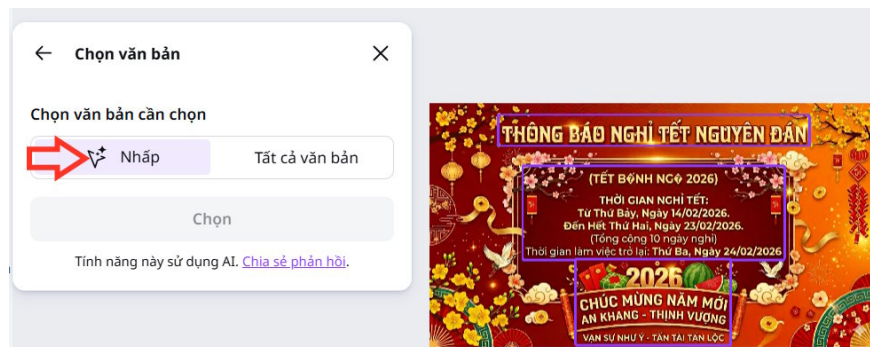 Chọn văn bản
Chọn văn bản cần chọn
Nhấp
Tất cả văn bản
Chọn
Tính năng này sử dụng AI. Chia sẻ phản hồi.
THÔNG BÁO NGHỈ TẾT NGUYÊN ĐÁN
(TẾT B�NH NG� 2026)
THỜI GIAN NGHỈ TẾT:
Từ Thứ Bảy, Ngày 14/02/2026.
Đến Hết Thứ Hai, Ngày 23/02/2026.
(Tổng cộng 10 ngày nghỉ)
Thời gian làm việc trở lại: Thứ Ba, Ngày 24/02/2026
2026
CHÚC MỪNG NĂM MỚI
AN KHANG - THỊNH VƯỢNG
VẠN SỰ NHƯ Ý - TẤN TÀI TẤN LỘC